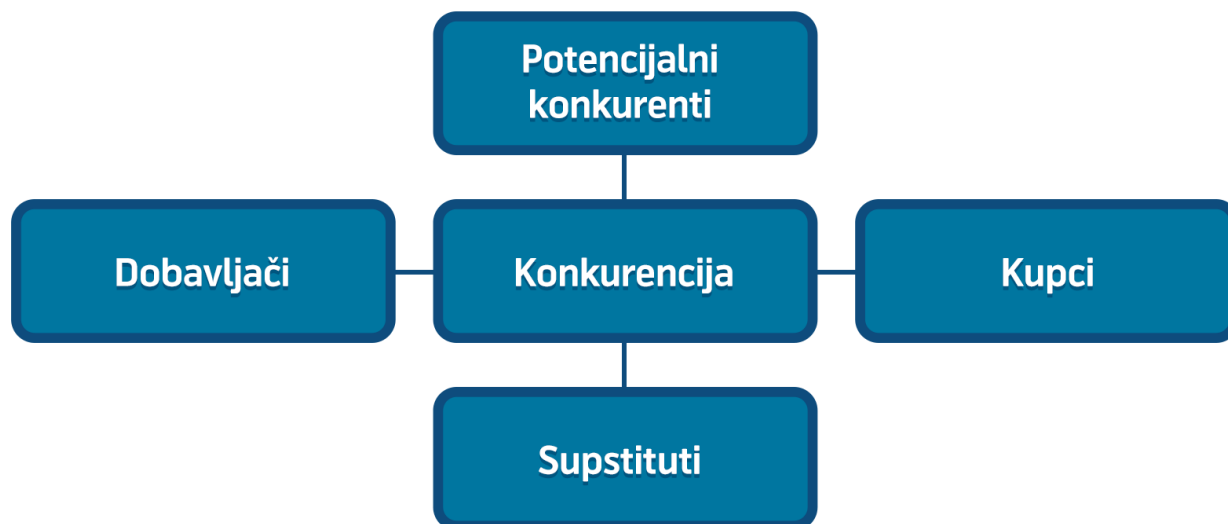 Potencijalni
konkurenti
Dobavljači
Konkurencija
Kupci
Supstituti